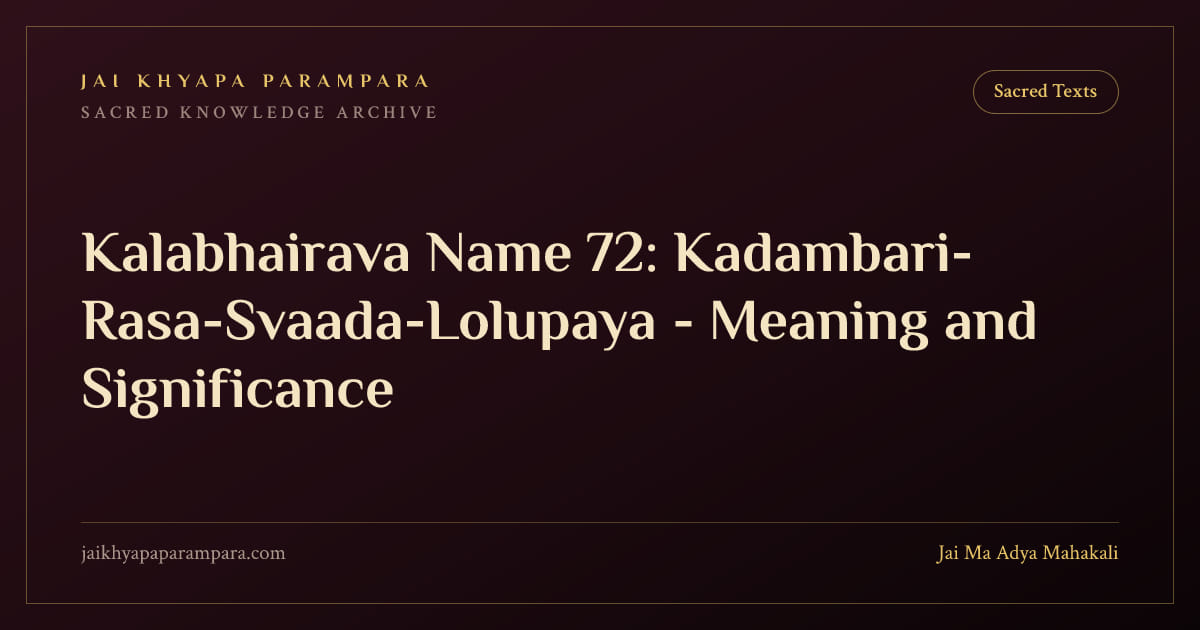 JAI KHYAPA PARAMPARA
SACRED KNOWLEDGE ARCHIVE
Sacred Texts
Kalabhairava Name 72: Kadambari-
Rasa-Svaada-Lolupaya - Meaning and
Significance
jaikhyapaparampara.com
Jai Ma Adya Mahakali